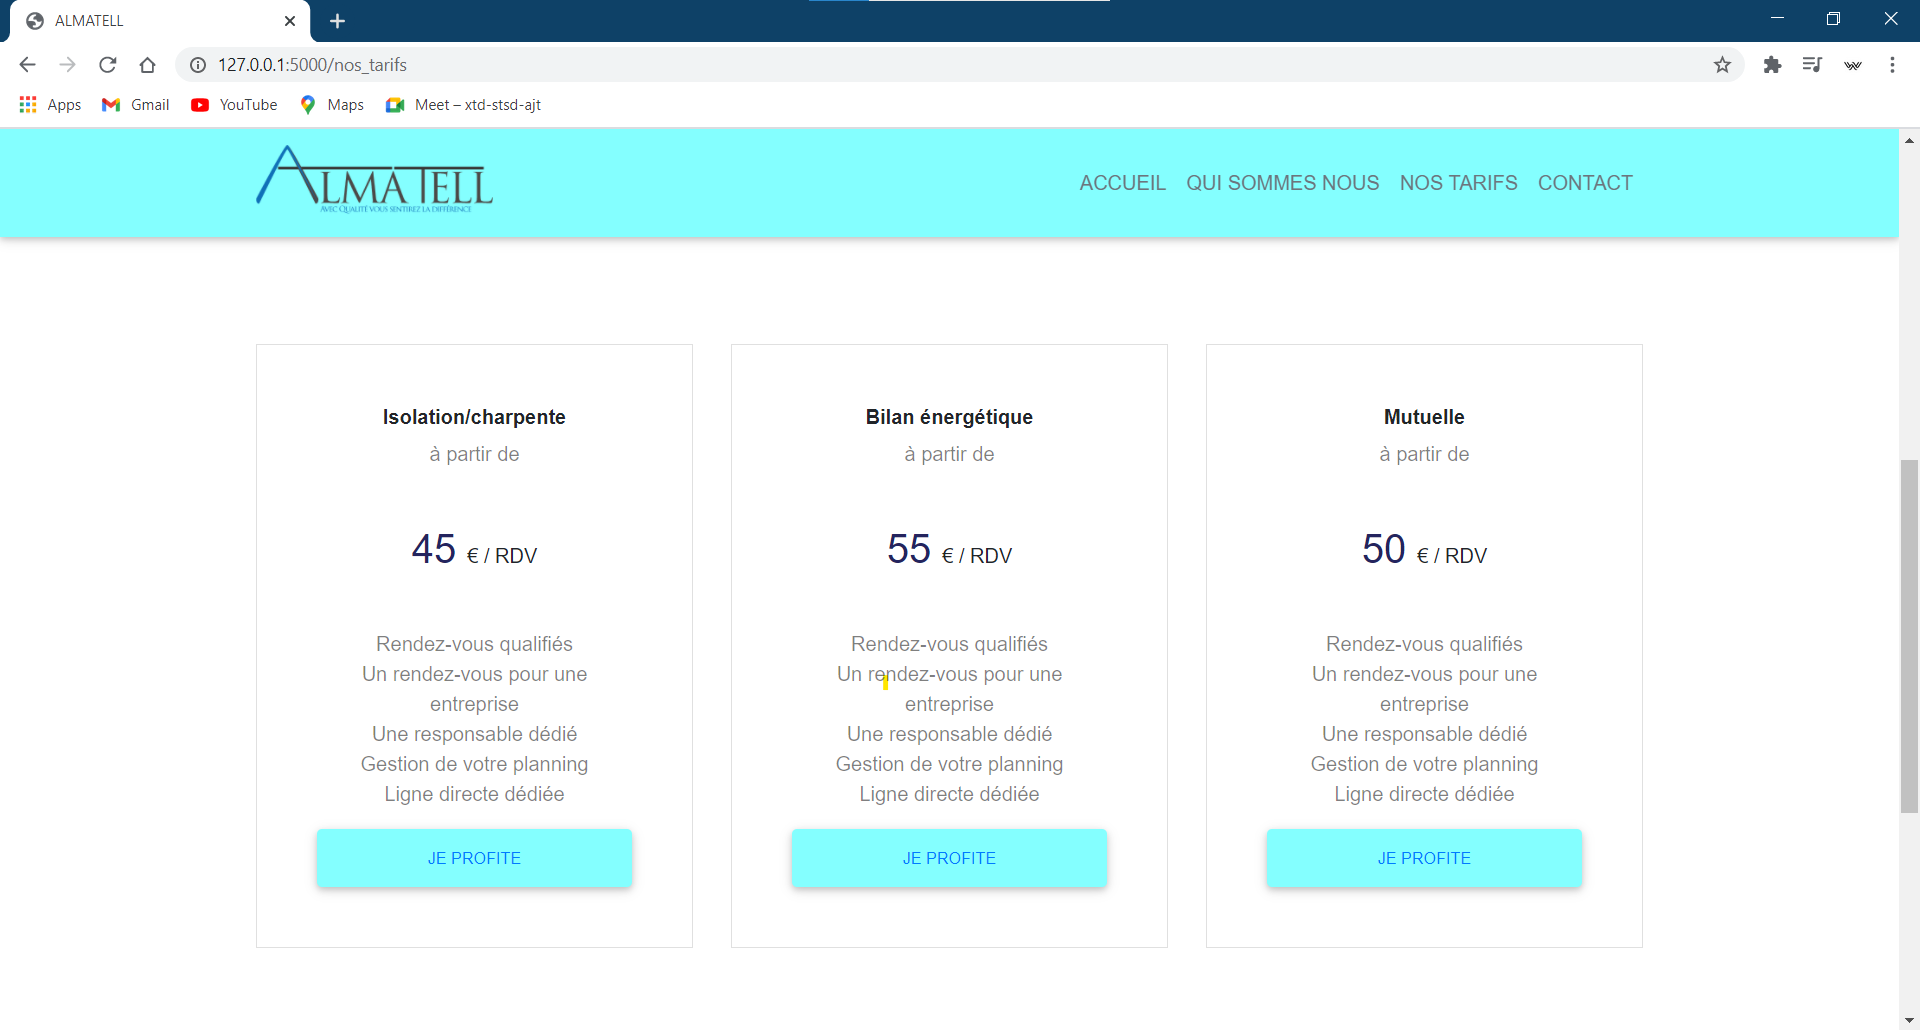 ALMATELL
127.0.0.1:5000/nos_tarifs
Apps Gmail YouTube Maps Meet – xtd-stsd-ajt
ALMATELL
AVEC QUALITÉ VOUS SENTIREZ LA DIFFÉRENCE
ACCUEIL QUI SOMMES NOUS NOS TARIFS CONTACT
Isolation/charpente
à partir de
45 € / RDV
Rendez-vous qualifiés
Un rendez-vous pour une
entreprise
Une responsable dédié
Gestion de votre planning
Ligne directe dédiée
JE PROFITE
Bilan énergétique
à partir de
55 € / RDV
Rendez-vous qualifiés
Un rendez-vous pour une
entreprise
Une responsable dédié
Gestion de votre planning
Ligne directe dédiée
JE PROFITE
Mutuelle
à partir de
50 € / RDV
Rendez-vous qualifiés
Un rendez-vous pour une
entreprise
Une responsable dédié
Gestion de votre planning
Ligne directe dédiée
JE PROFITE